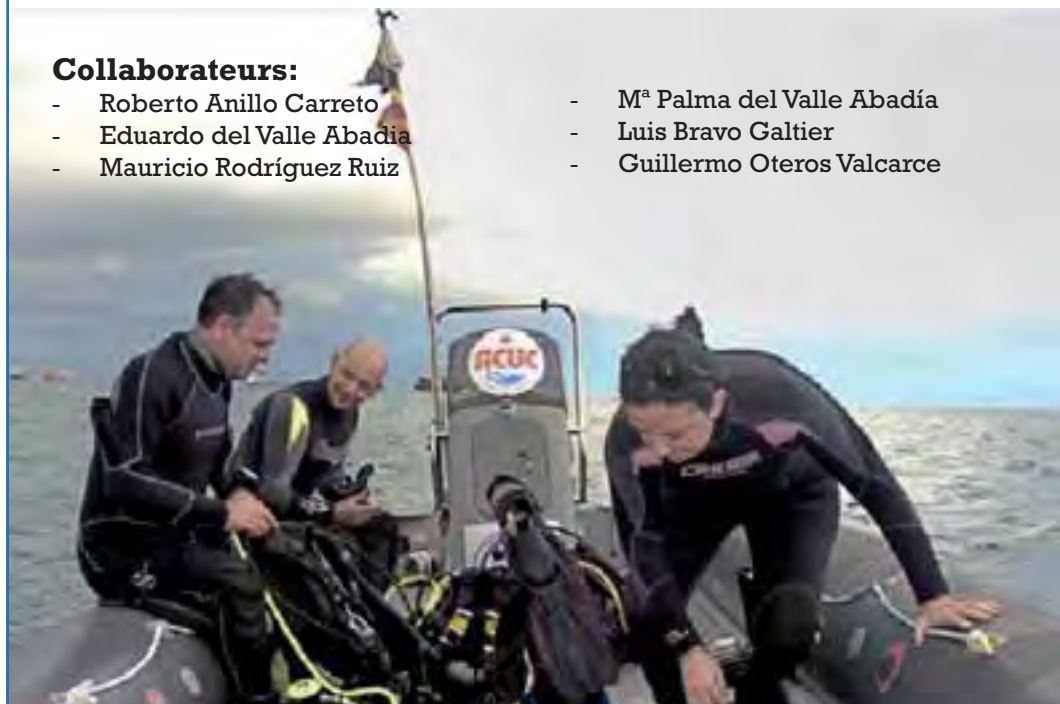 Collaborateurs:
- Roberto Anillo Carreto
- Eduardo del Valle Abadia
- Mauricio Rodríguez Ruiz
- Mª Palma del Valle Abadía
- Luis Bravo Galtier
- Guillermo Oteros Valcarce
ACUC
CRESSI